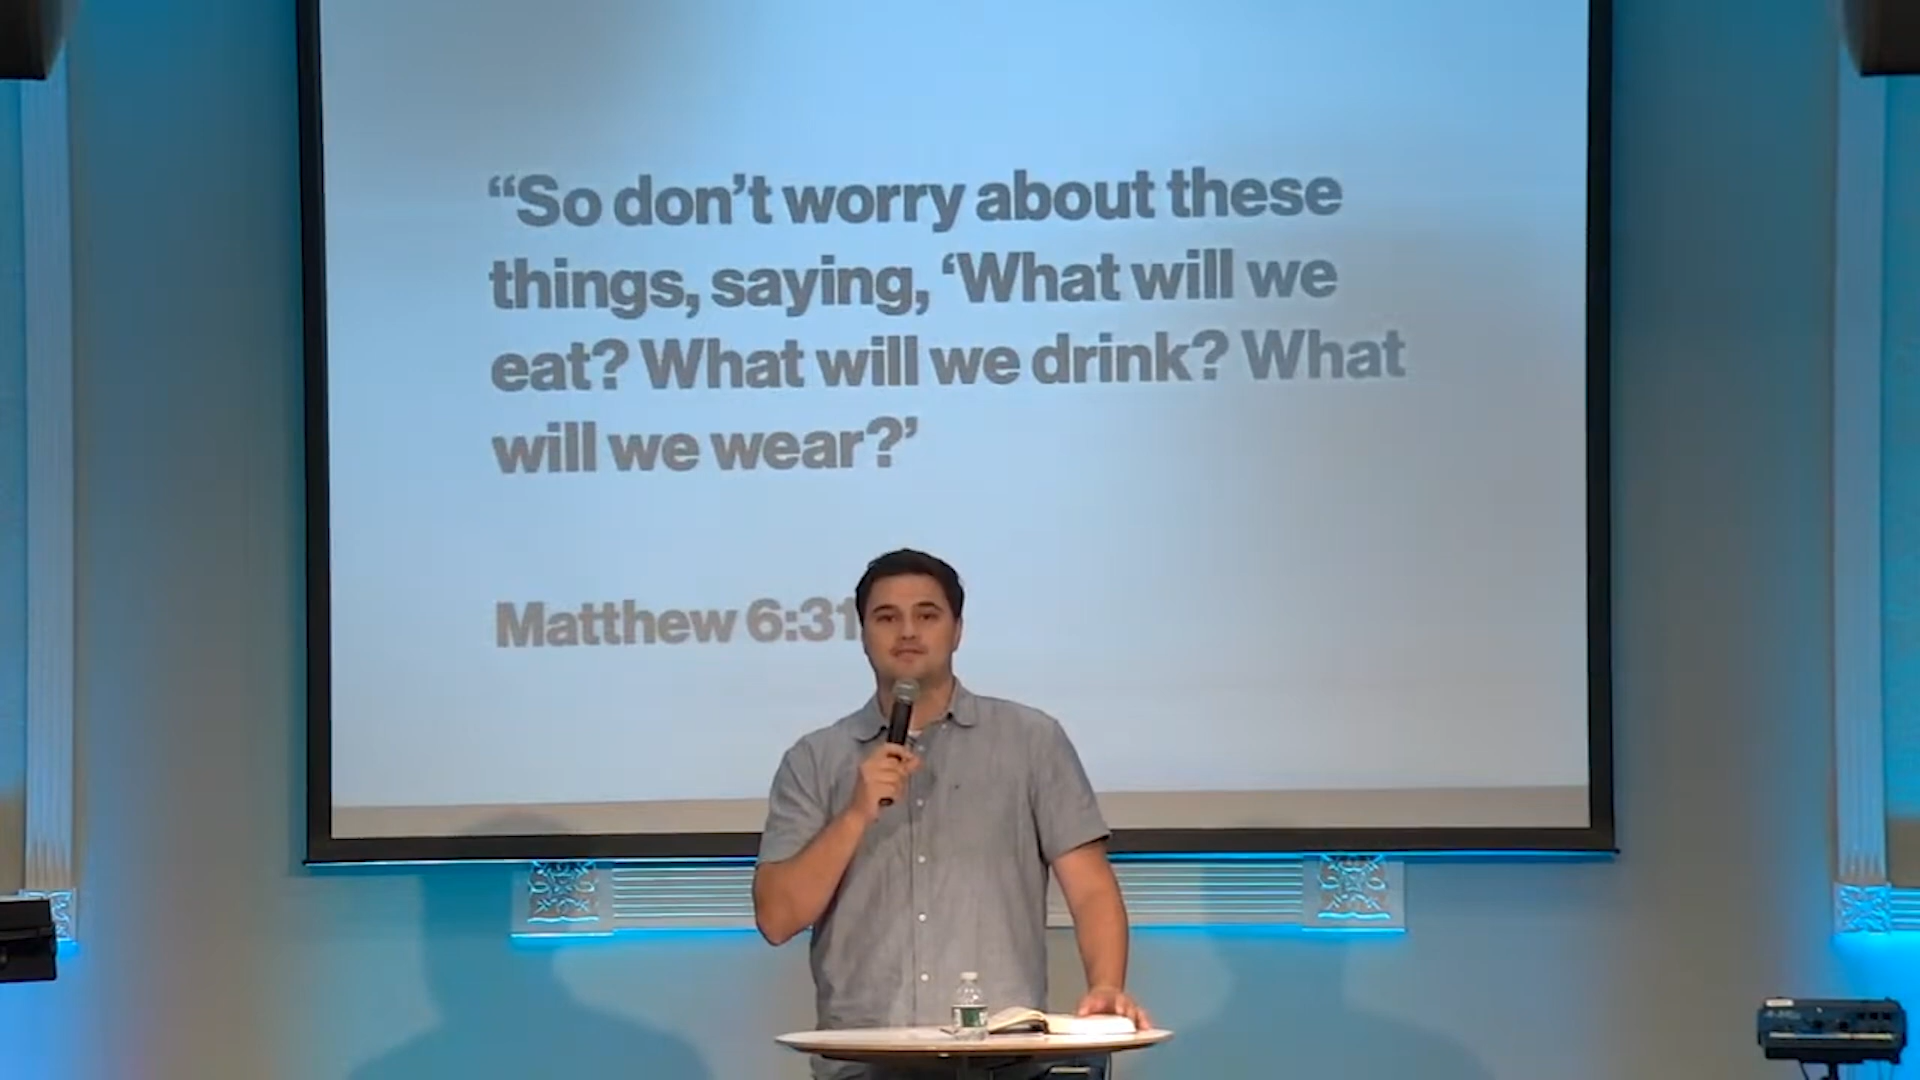 “So don’t worry about these
things, saying, ‘What will we
eat? What will we drink? What
will we wear?’
Matthew 6:31